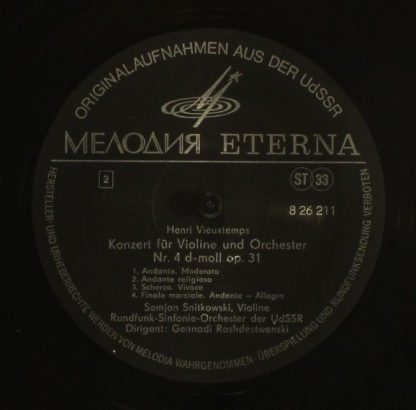 ORIGINALAUFNAHMEN AUS DER UdSSR
МЕЛОДИЯ ETERNA
2
ST 33
8 26 211
Henri Vieuxtemps
Konzert für Violine und Orchester
Nr. 4 d-moll op. 31
1. Andante. Moderato
2. Andante religioso
3. Scherzo. Vivace
4. Finale marciale. Andante – Allegro
Semjon Snitkowski, Violine
Rundfunk-Sinfonie-Orchester der UdSSR
Dirigent: Gennadi Roshdestwenski
HERSTELLER UND URHEBERRECHTE WERDEN VON MELODIA WAHRGENOMMEN · ÜBERSPIELUNG UND RUNDFUNKSENDUNG VERBOTEN